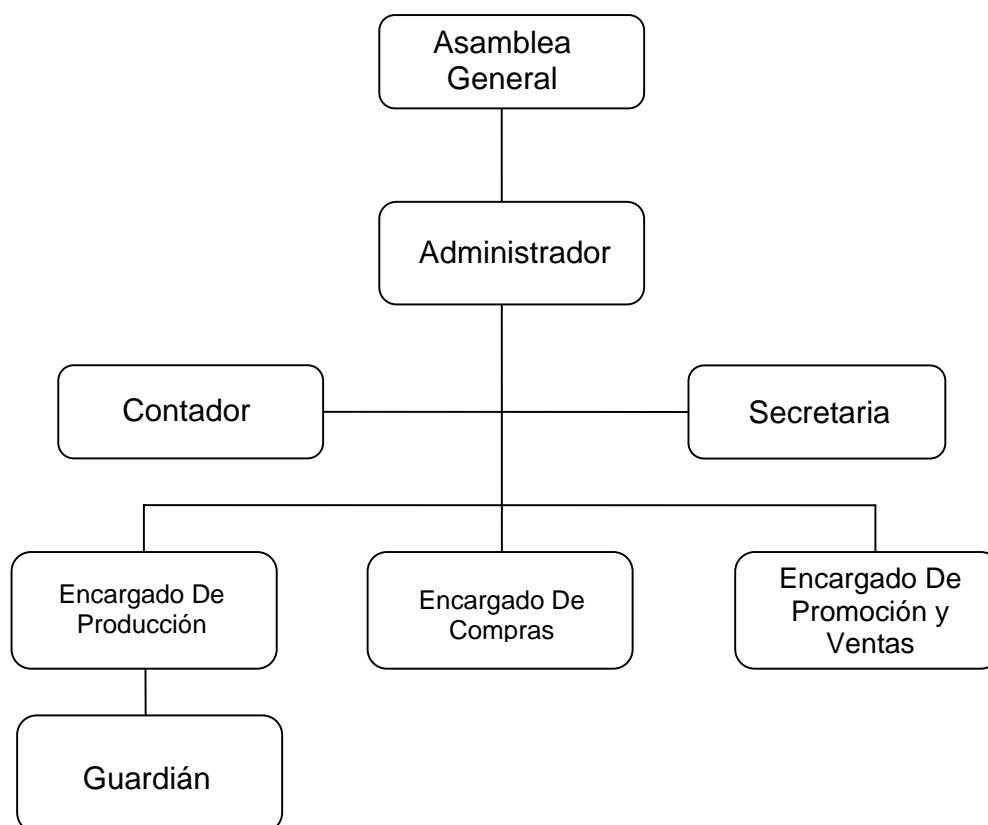 Asamblea
General
Administrador
Contador
Secretaria
Encargado De
Producción
Encargado De
Compras
Encargado De
Promoción y
Ventas
Guardián